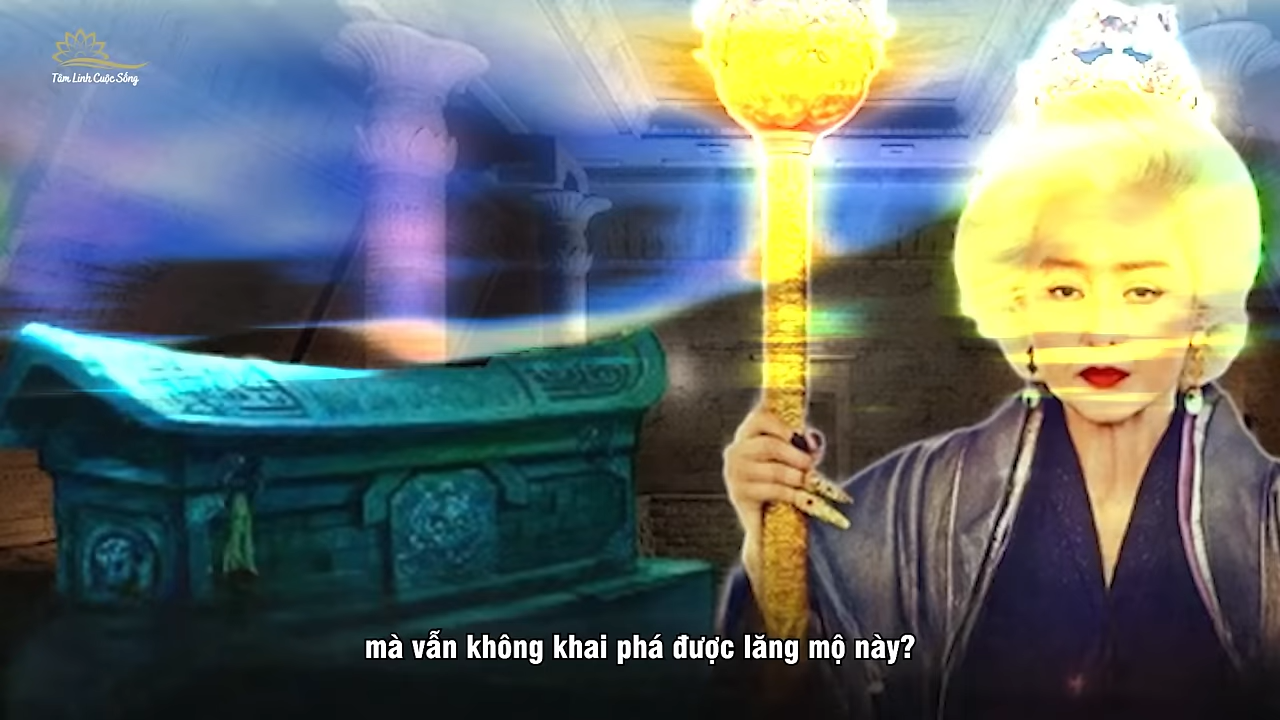 Tâm Linh Cuộc Sống
mà vẫn không khai phá được lăng mộ này?